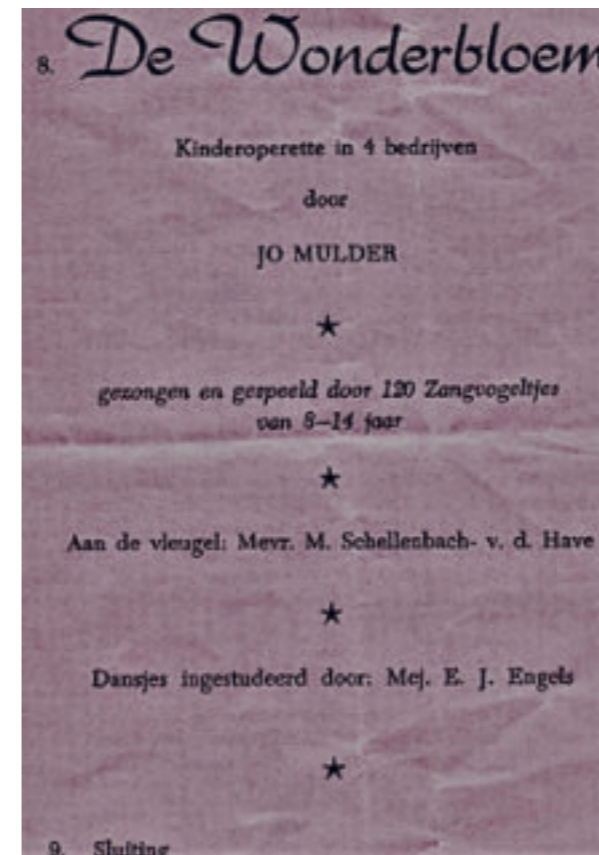 8. De Wonderbloem
Kinderoperette in 4 bedrijven
door
JO MULDER
★
gezongen en gespeeld door 120 Zangvogeltjes
van 8–14 jaar
★
Aan de vleugel: Mevr. M. Schellenbach- v. d. Have
★
Dansjes ingestudeerd door: Mej. E. J. Engels
★
9. Sluiting